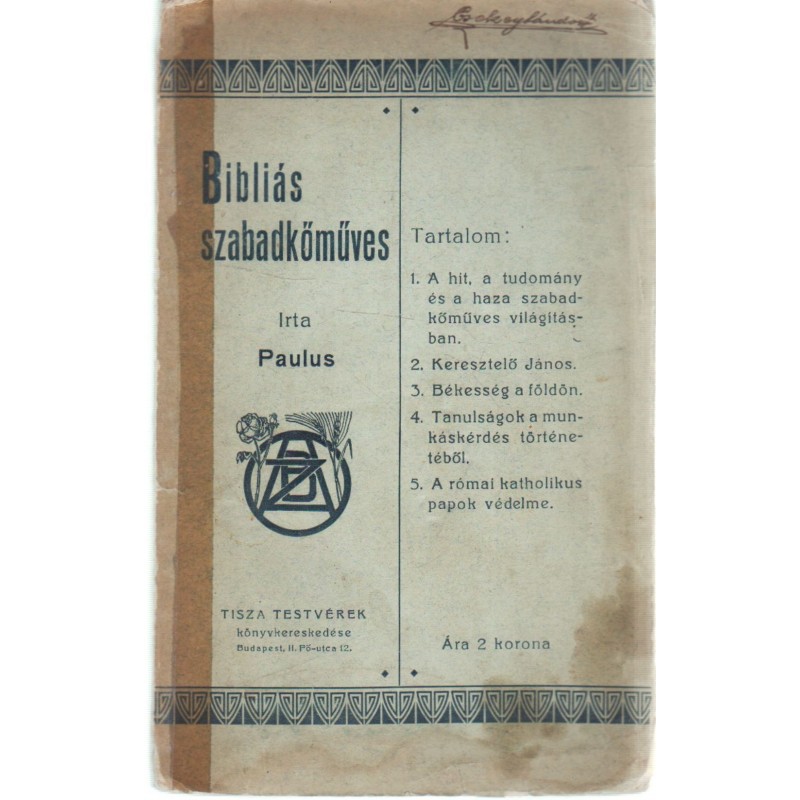 Bibliás
szabadkőműves
Irta
Paulus
TISZA TESTVÉREK
könyvkereskedése
Budapest, II. Fő-utca 12.
Tartalom:
1. A hit, a tudomány
és a haza szabad-
kőműves világítás-
ban.
2. Keresztelő János.
3. Békesség a földön.
4. Tanulságok a mun-
káskérdés történe-
téből.
5. A római katholikus
papok védelme.
Ára 2 korona